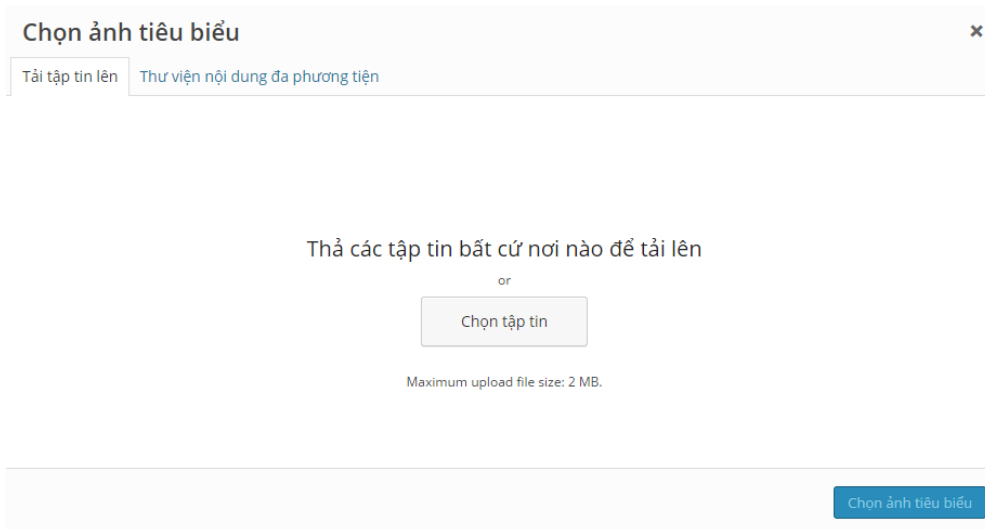 Chọn ảnh tiêu biểu
Tải tập tin lên Thư viện nội dung đa phương tiện
Thả các tập tin bất cứ nơi nào để tải lên
or
Chọn tập tin
Maximum upload file size: 2 MB.
Chọn ảnh tiêu biểu